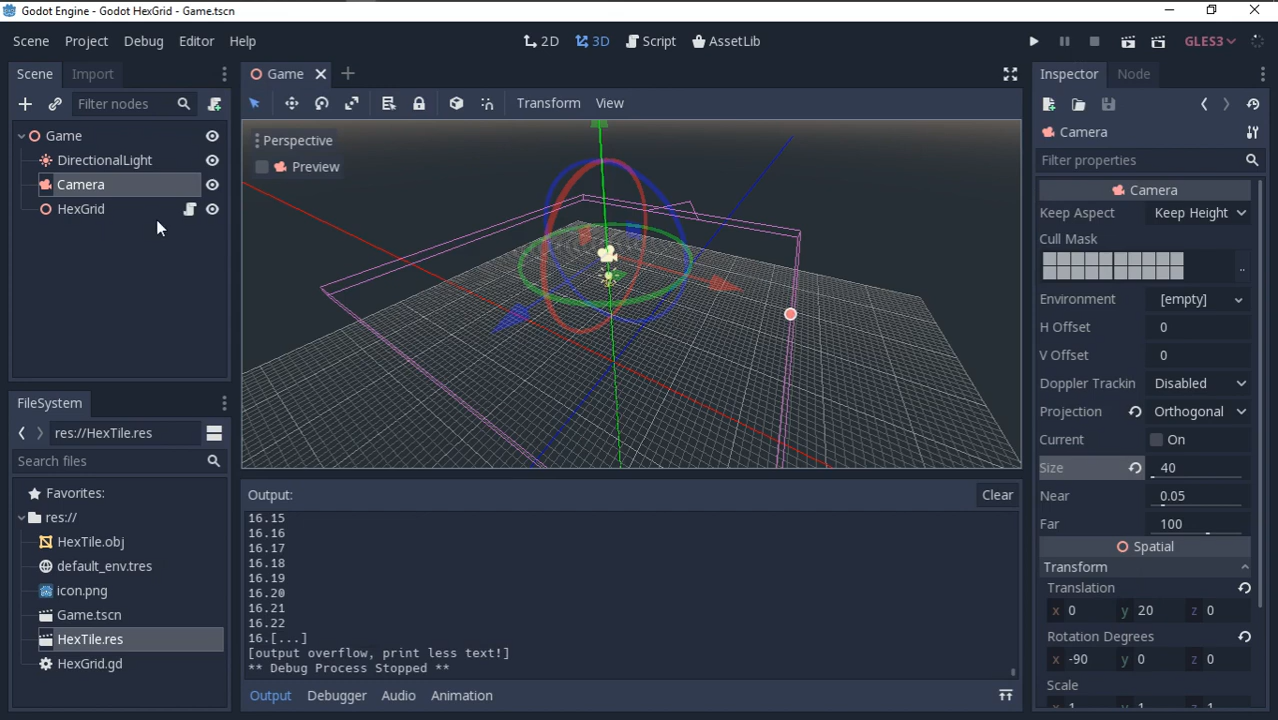 Godot Engine - Godot HexGrid - Game.tscn
Scene Project Debug Editor Help
2D 3D Script AssetLib
GLES3
Scene Import
Filter nodes
Game
DirectionalLight
Camera
HexGrid
FileSystem
res://HexTile.res
Search files
Favorites:
res://
HexTile.obj
default_env.tres
icon.png
Game.tscn
HexTile.res
HexGrid.gd
Game
Transform View
Perspective
Preview
Output:
Clear
16.15
16.16
16.17
16.18
16.19
16.20
16.21
16.22
16.[...]
[output overflow, print less text!]
** Debug Process Stopped **
Output Debugger Audio Animation
Inspector Node
Camera
Filter properties
Camera
Keep Aspect Keep Height
Cull Mask
..
Environment [empty]
H Offset 0
V Offset 0
Doppler Trackin Disabled
Projection Orthogonal
Current On
Size 40
Near 0.05
Far 100
Spatial
Transform
Translation
x 0 y 20 z 0
Rotation Degrees
x -90 y 0 z 0
Scale
x 1 y 1 z 1